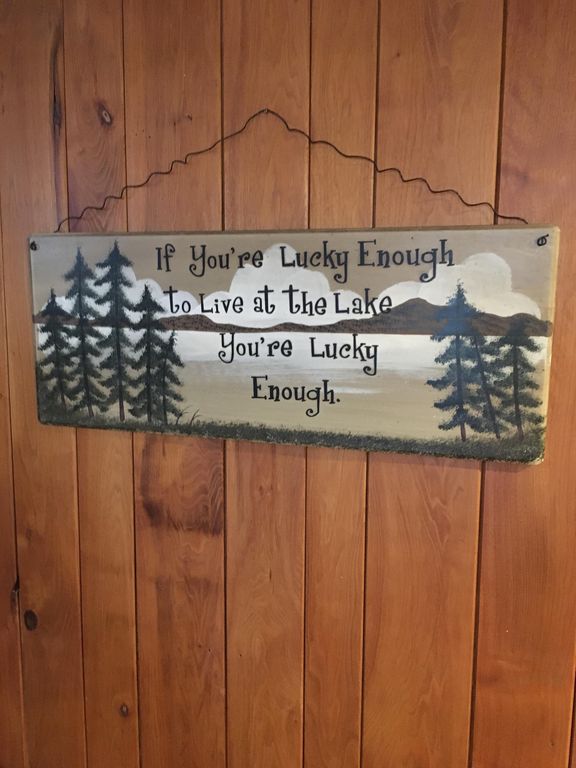 If You're Lucky Enough
to Live at the Lake
You're Lucky
Enough.